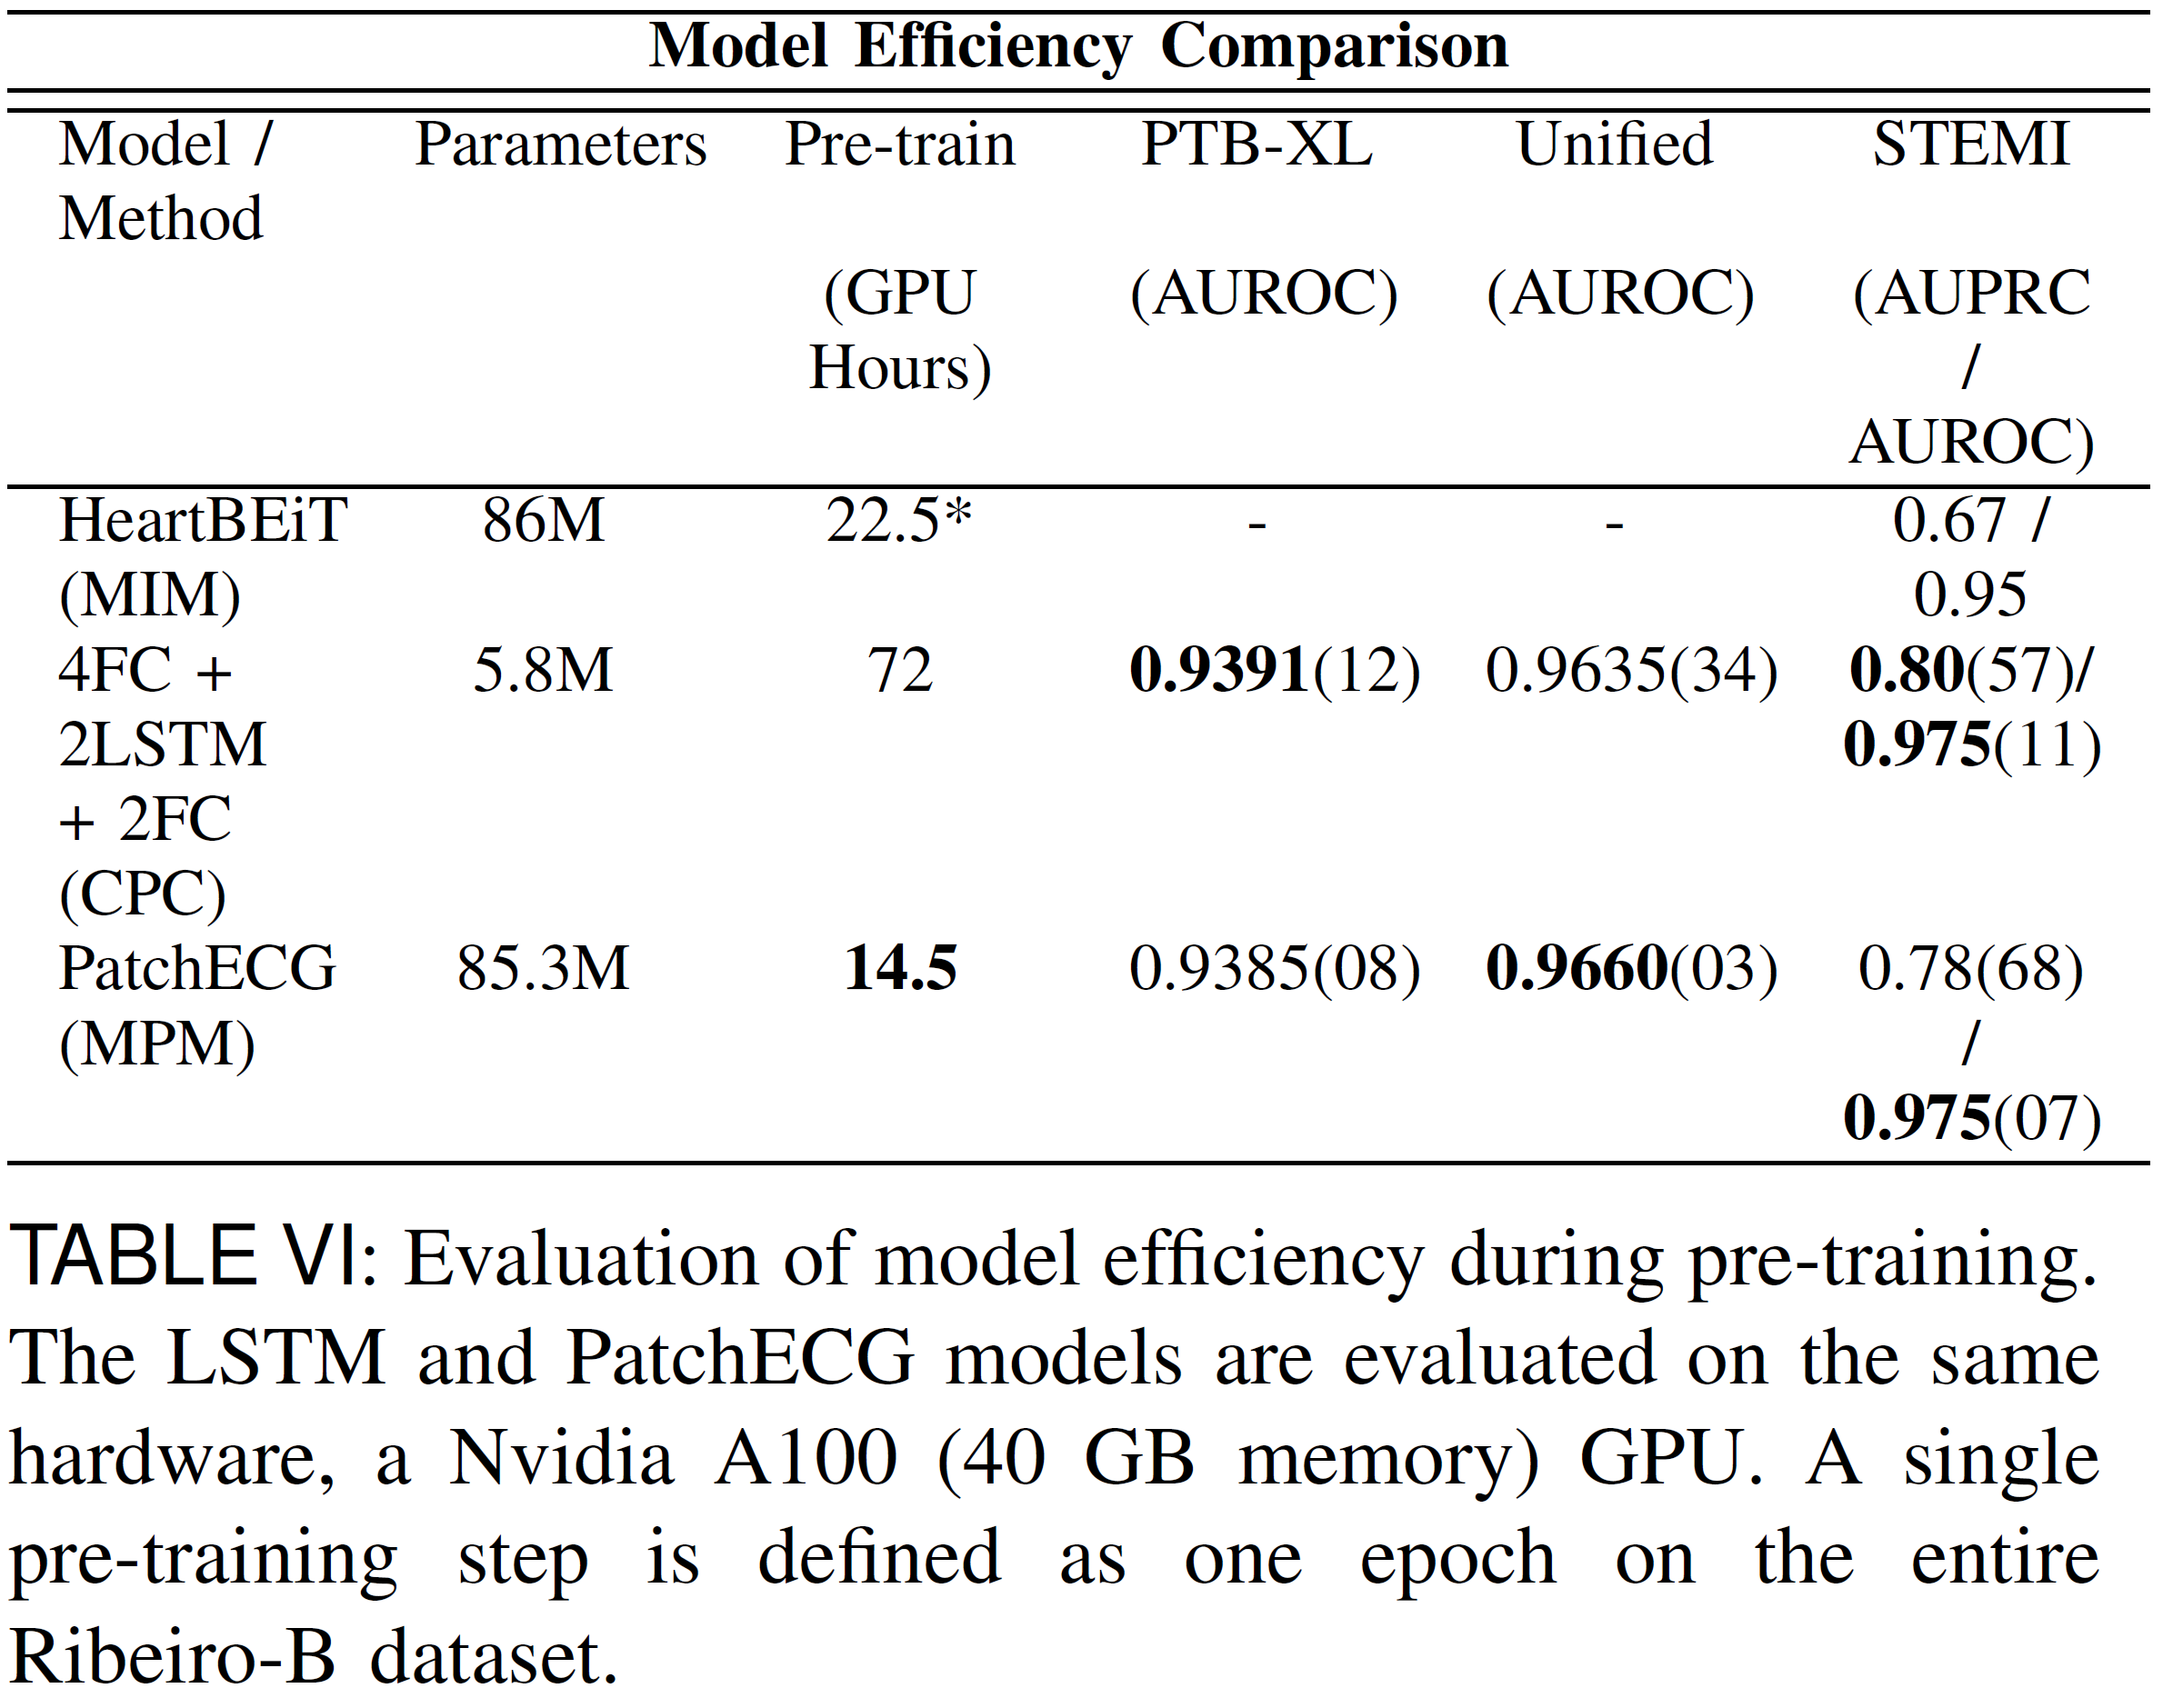 Model Efficiency Comparison
Model / Parameters Pre-train PTB-XL Unified STEMI
Method
(GPU (AUROC) (AUROC) (AUPRC
Hours) /
AUROC)
HeartBEiT 86M 22.5* - - 0.67 /
(MIM) 0.95
4FC + 5.8M 72 0.9391(12) 0.9635(34) 0.80(57)/
2LSTM 0.975(11)
+ 2FC
(CPC)
PatchECG 85.3M 14.5 0.9385(08) 0.9660(03) 0.78(68)
(MPM) /
0.975(07)
TABLE VI: Evaluation of model efficiency during pre-training.
The LSTM and PatchECG models are evaluated on the same
hardware, a Nvidia A100 (40 GB memory) GPU. A single
pre-training step is defined as one epoch on the entire
Ribeiro-B dataset.